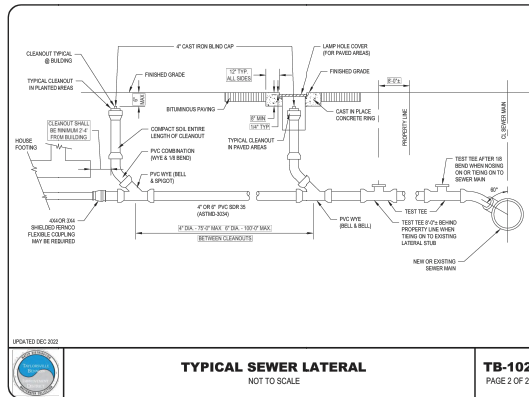 4" CAST IRON BLIND CAP
CLEANOUT TYPICAL
@ BUILDING
FINISHED GRADE
TYPICAL CLEANOUT
IN PLANTED AREAS
6"
MAX
12" TYP.
ALL SIDES
LAMP HOLE COVER
(FOR PAVED AREAS)
FINISHED GRADE
6'-0"±
BITUMINOUS PAVING
6" MIN.
1/4" TYP.
CAST IN PLACE
CONCRETE RING
PROPERTY LINE
CL SEWER MAIN
CLEANOUT SHALL
BE MINIMUM 2'-4'
FROM BUILDING
COMPACT SOIL ENTIRE
LENGTH OF CLEANOUT
TYPICAL CLEANOUT
IN PAVED AREAS
HOUSE
FOOTING
PVC COMBINATION
(WYE & 1/8 BEND)
PVC WYE (BELL
& SPIGOT)
TEST TEE AFTER 1/8
BEND WHEN NOSING
ON OR TIEING ON TO
SEWER MAIN
60°
4X4 OR 3X4
SHIELDED FERNCO
FLEXIBLE COUPLING
MAY BE REQUIRED
4" OR 6" PVC SDR 35
(ASTMD-3034)
4" DIA. - 75'-0" MAX 6" DIA. - 100'-0" MAX.
BETWEEN CLEANOUTS
PVC WYE
(BELL & BELL)
TEST TEE
TEST TEE 6'-0"± BEHIND
PROPERTY LINE WHEN
TIEING ON TO EXISTING
LATERAL STUB
NEW OR EXISTING
SEWER MAIN
UPDATED DEC 2022
TYPICAL SEWER LATERAL
NOT TO SCALE
TB-102
PAGE 2 OF 2